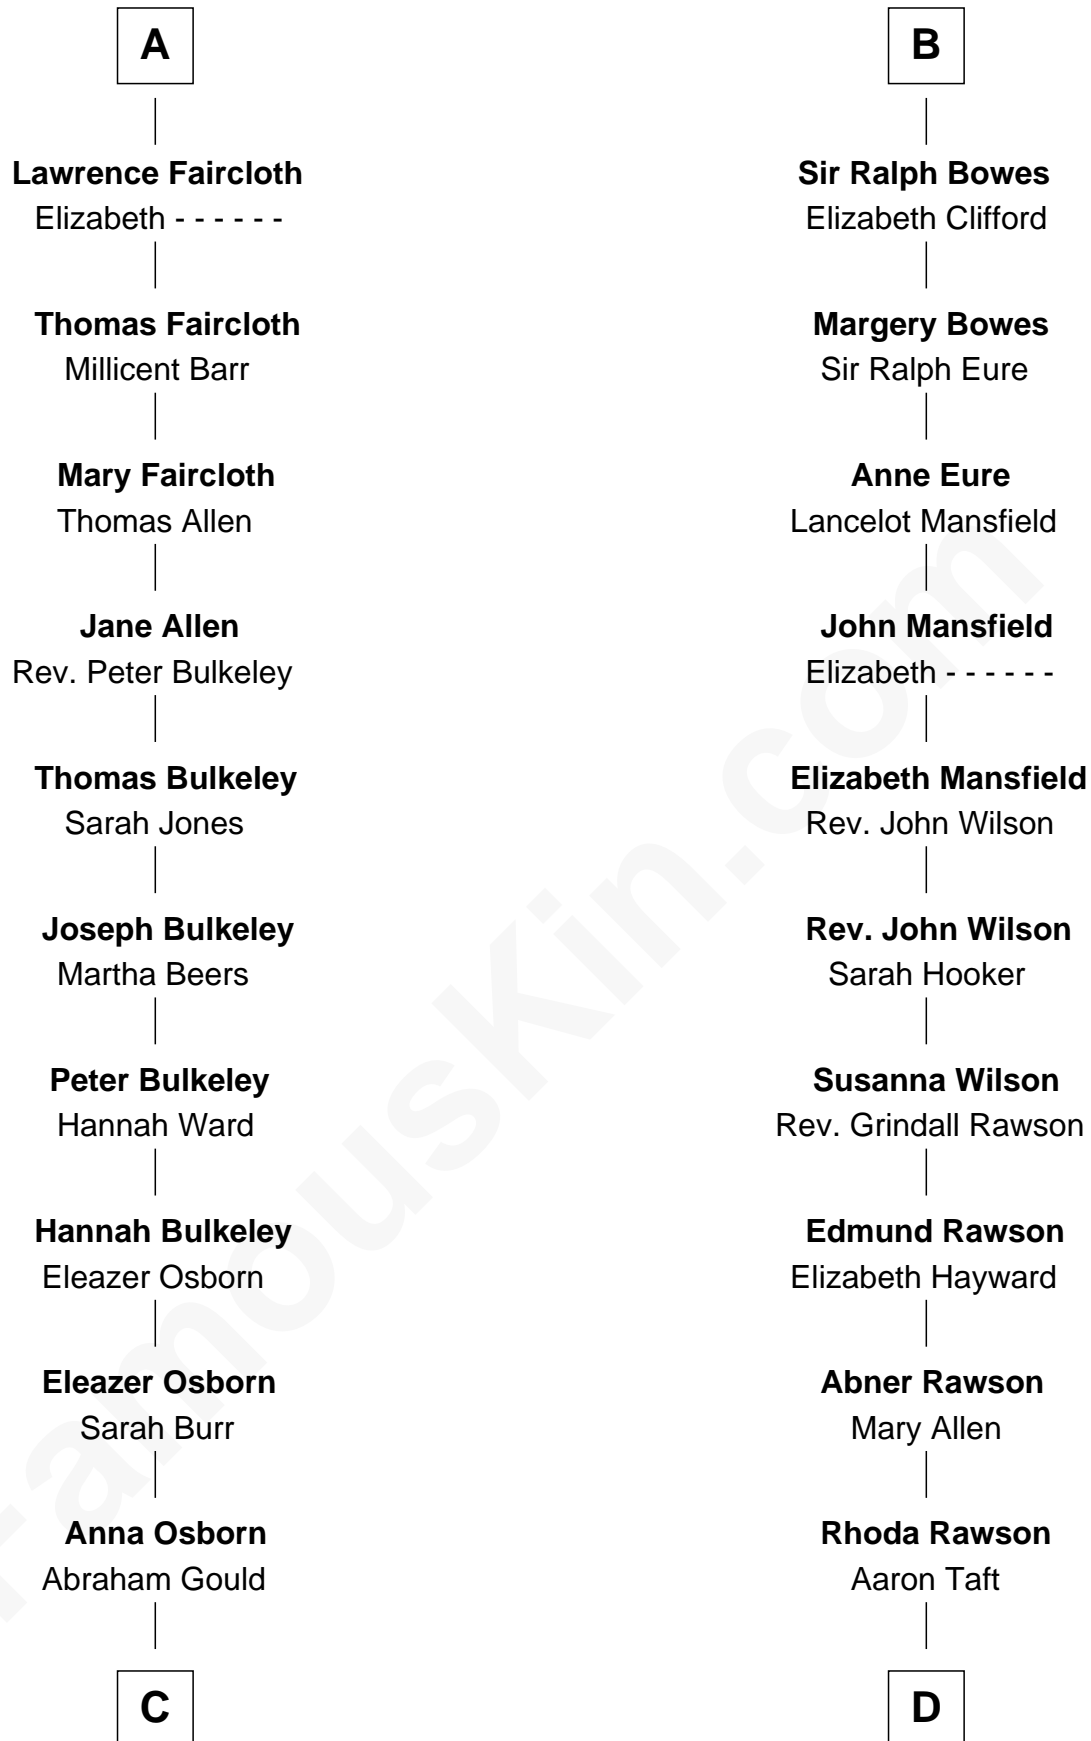 A
Lawrence Faircloth
Elizabeth - - - - - -
Thomas Faircloth
Millicent Barr
Mary Faircloth
Thomas Allen
Jane Allen
Rev. Peter Bulkeley
Thomas Bulkeley
Sarah Jones
Joseph Bulkeley
Martha Beers
Peter Bulkeley
Hannah Ward
Hannah Bulkeley
Eleazer Osborn
Eleazer Osborn
Sarah Burr
Anna Osborn
Abraham Gould
C
B
Sir Ralph Bowes
Elizabeth Clifford
Margery Bowes
Sir Ralph Eure
Anne Eure
Lancelot Mansfield
John Mansfield
Elizabeth - - - - - -
Elizabeth Mansfield
Rev. John Wilson
Rev. John Wilson
Sarah Hooker
Susanna Wilson
Rev. Grindall Rawson
Edmund Rawson
Elizabeth Hayward
Abner Rawson
Mary Allen
Rhoda Rawson
Aaron Taft
D
FamousKin.com